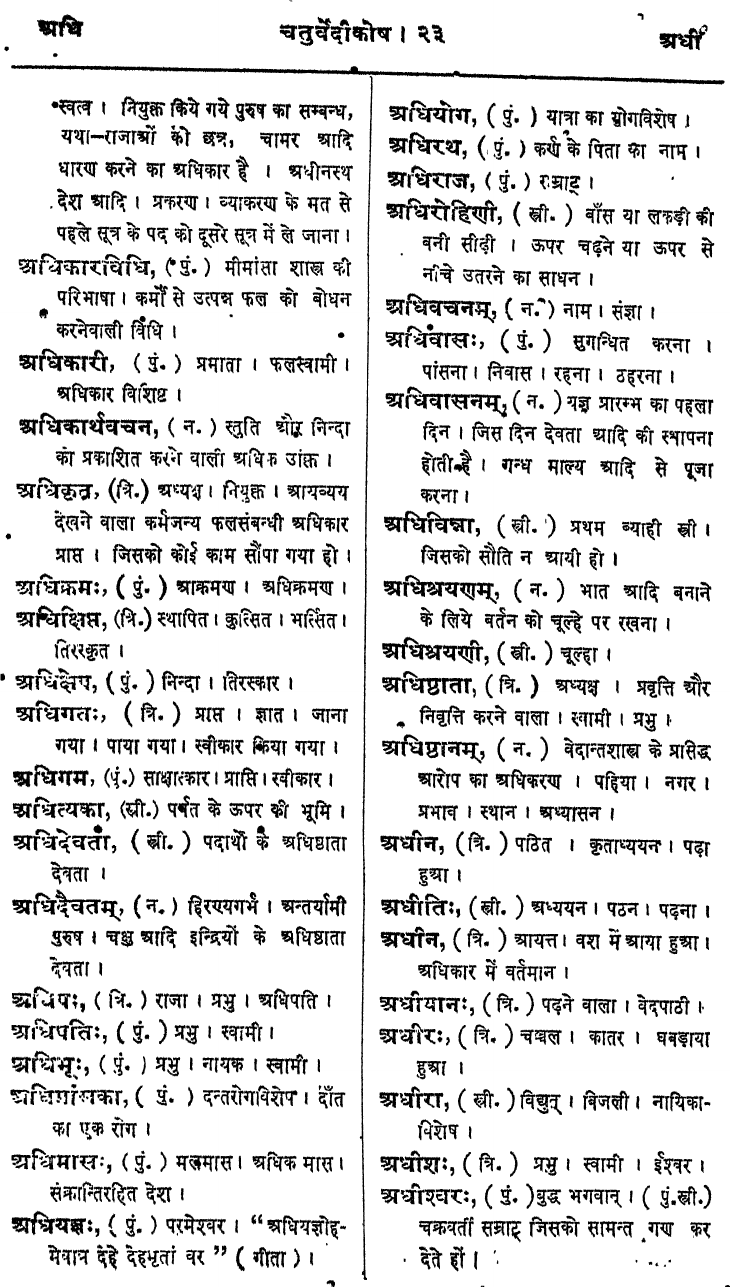 अधि
चतुर्वेदीकोष । २३
अधी
स्वत्व । नियुक्त किये गये पुरुष का सम्बन्ध,
यथा—राजाओं को छत्र, चामर आदि
धारण करने का अधिकार है । अधीनस्थ
देश आदि । प्रकरण । व्याकरण के मत से
पहले सूत्र के पद को दूसरे सूत्र में ले जाना ।
अधिकारविधि, (पुं. ) मीमांसा शास्त्र की
परिभाषा । कर्मों से उत्पन्न फल को बोधन
करनेवाली विधि ।
अधिकारी, (पुं. ) प्रमाता । फलस्वामी ।
अधिकार विशिष्ट ।
अधिकार्थवचन, ( न. ) स्तुति और निन्दा
को प्रकाशित करने वाली अधिक उक्ति ।
अधिकृत, (त्रि.) अध्यक्ष । नियुक्त । आयव्यय
देखने वाला कर्मजन्य फलसंबन्धी अधिकार
प्राप्त । जिसको कोई काम सौंपा गया हो ।
अधिक्रमः, ( पुं. ) आक्रमण । अधिक्रमण ।
अधिक्षिप्त, (त्रि.) स्थापित । कुत्सित । भर्त्सित ।
तिरस्कृत ।
अधिक्षेप, ( पुं. ) निन्दा । तिरस्कार ।
अधिगतः, ( त्रि. ) प्राप्त । ज्ञात । जाना
गया । पाया गया । स्वीकार किया गया ।
अधिगम, (पुं.) साक्षात्कार । प्राप्ति । स्वीकार ।
अधित्यका, (स्त्री.) पर्वत के ऊपर की भूमि ।
अधिदेवता, ( स्त्री. ) पदार्थों के अधिष्ठाता
देवता ।
अधिदैवतम्, ( न. ) हिरण्यगर्भ । अन्तर्यामी
पुरुष । चक्षु आदि इन्द्रियों के अधिष्ठाता
देवता ।
अधिपः, ( त्रि. ) राजा । प्रभु । अधिपति ।
अधिपतिः, ( पुं. ) प्रभु । स्वामी ।
अधिभूः, ( पुं. ) प्रभु । नायक । स्वामी ।
अधिमांसका, ( पुं. ) दन्तरोगविशेष । दाँत
का एक रोग ।
अधिमासः, ( पुं. ) मलमास । अधिक मास ।
संक्रान्तिरहित देश ।
अधियज्ञः, ( पुं. ) परमेश्वर । “ अधियज्ञोह-
मेवात्र देहे देहभृतां वर ” ( गीता ) ।
अधियोग, ( पुं. ) यात्रा का योगविशेष ।
अधिरथ, ( पुं. ) कर्ण के पिता का नाम ।
अधिराज, ( पुं. ) सम्राट् ।
अधिरोहिणी, ( स्त्री. ) बाँस या लकड़ी की
बनी सीढ़ी । ऊपर चढ़ने या ऊपर से
नीचे उतरने का साधन ।
अधिवचनम्, ( न. ) नाम । संज्ञा ।
अधिवासः, ( पुं. ) सुगन्धित करना ।
पांसना । निवास । रहना । ठहरना ।
अधिवासनम्, ( न. ) यज्ञ प्रारम्भ का पहला
दिन । जिस दिन देवता आदि की स्थापना
होती है । गन्ध माल्य आदि से पूजा
करना ।
अधिविन्ना, ( स्त्री. ) प्रथम ब्याही स्त्री ।
जिसको सौति न आयी हो ।
अधिश्रयणम्, ( न. ) भात आदि बनाने
के लिये बर्तन को चूल्हे पर रखना ।
अधिश्रयणी, ( स्त्री. ) चूल्हा ।
अधिष्ठाता, ( त्रि. ) अध्यक्ष । प्रवृत्ति और
निवृत्ति करने वाला । स्वामी । प्रभु ।
अधिष्ठानम्, ( न. ) वेदान्तशास्त्र के प्रासिद्ध
आरोप का अधिकरण । पहिया । नगर ।
प्रभाव । स्थान । अध्यासन ।
अधीन, ( त्रि. ) पठित । कृताध्ययन । पढ़ा
हुआ ।
अधीतिः, ( स्त्री. ) अध्ययन । पठन । पढ़ना ।
अधीन, ( त्रि. ) आयत्त । वश में आया हुआ ।
अधिकार में वर्तमान ।
अधीयानः, ( त्रि. ) पढ़ने वाला । वेदपाठी ।
अधीरः, ( त्रि. ) चञ्चल । कातर । घबड़ाया
हुआ ।
अधीरा, ( स्त्री. ) विद्युत् । बिजली । नायिका-
विशेष ।
अधीशः, ( त्रि. ) प्रभु । स्वामी । ईश्वर ।
अधीश्वरः, ( पुं. ) बुद्ध भगवान् । ( पुं.स्त्री.)
चक्रवर्ती सम्राट् जिसको सामन्त गण कर
देते हों ।